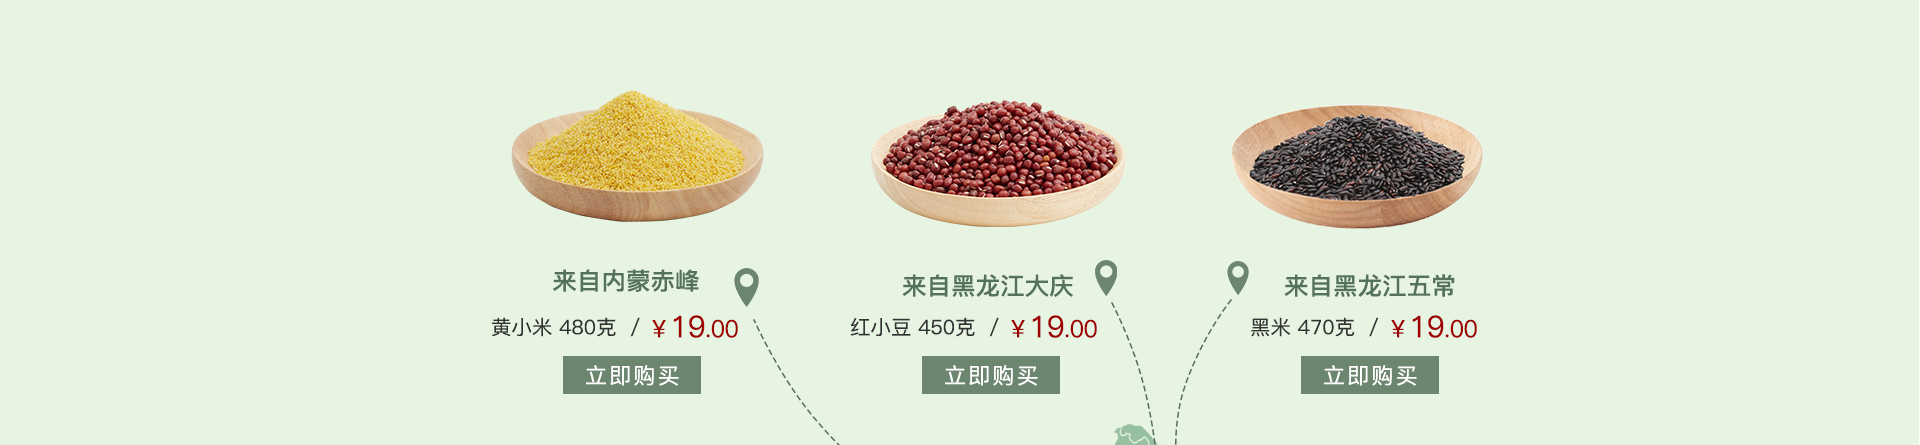 来自内蒙赤峰
黄小米 480克 / ¥19.00
立即购买
来自黑龙江大庆
红小豆 450克 / ¥19.00
立即购买
来自黑龙江五常
黑米 470克 / ¥19.00
立即购买